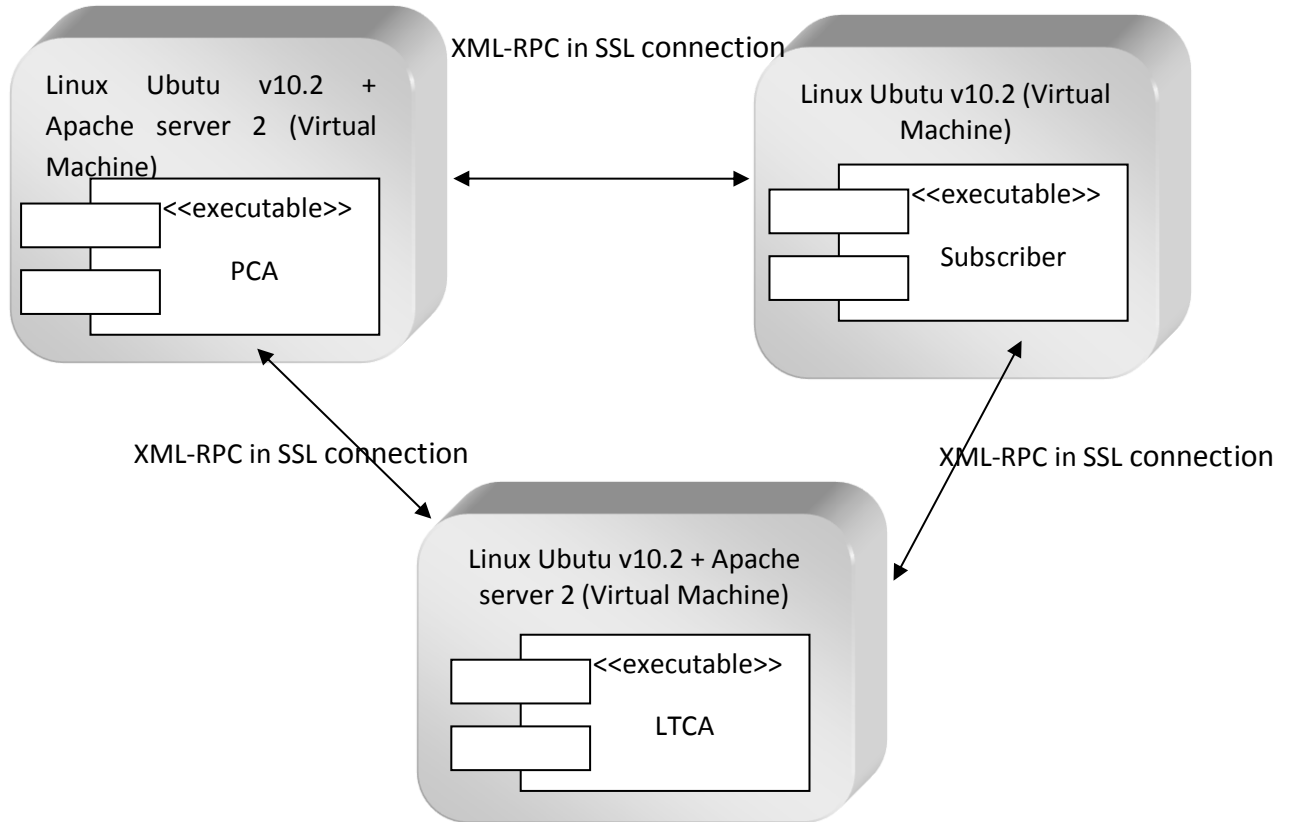 XML-RPC in SSL connection
Linux Ubutu v10.2 +
Apache server 2 (Virtual
Machine)
<<executable>>
PCA
Linux Ubutu v10.2 (Virtual
Machine)
<<executable>>
Subscriber
XML-RPC in SSL connection
XML-RPC in SSL connection
Linux Ubutu v10.2 + Apache
server 2 (Virtual Machine)
<<executable>>
LTCA